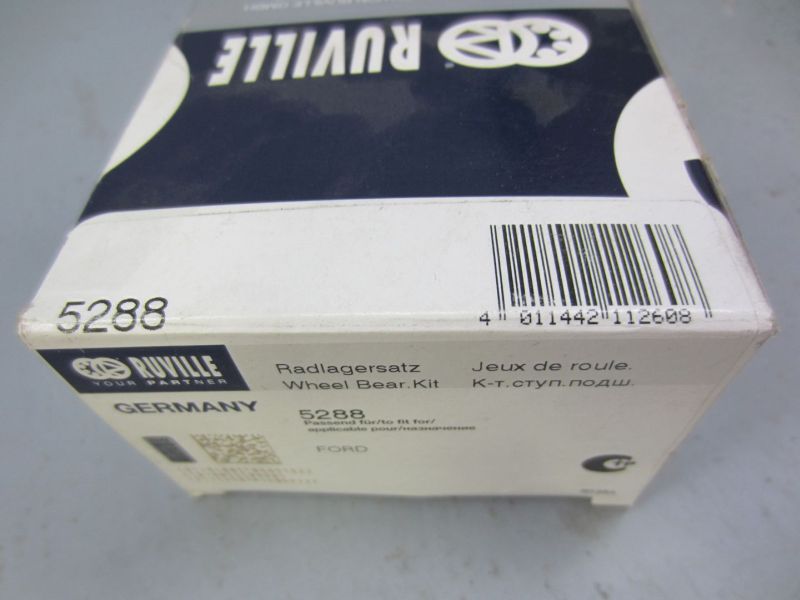 RUVILLE
5288
4 011442 112608
RUVILLE
YOUR PARTNER
Radlagersatz Jeux de roule.
Wheel Bear.Kit К-т.ступ.подш.
GERMANY
5288
Passend für/to fit for/
applicable pour/назначение
FORD